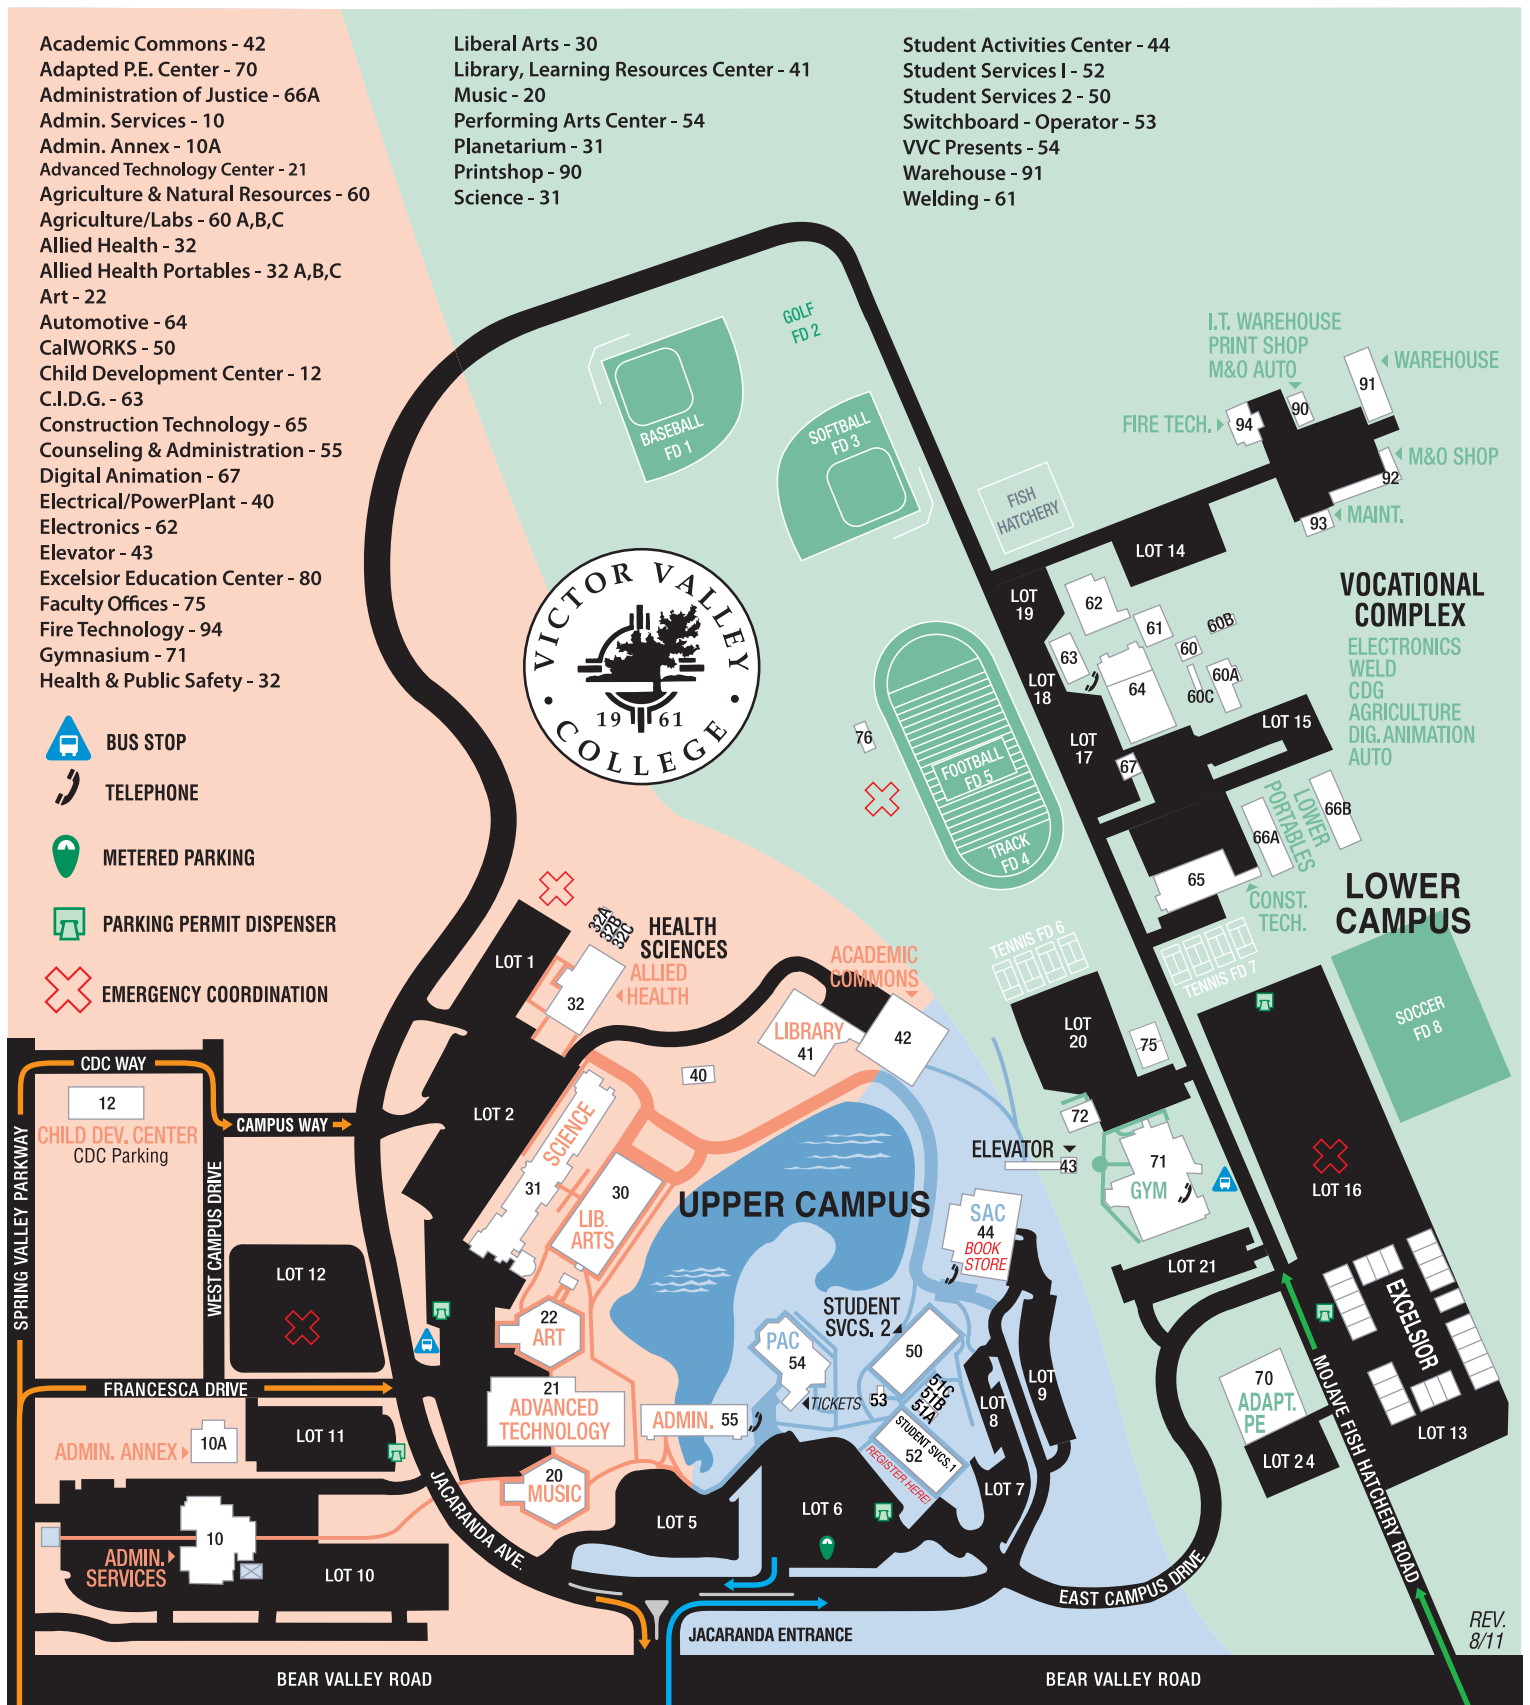 Academic Commons - 42
Adapted P.E. Center - 70
Administration of Justice - 66A
Admin. Services - 10
Admin. Annex - 10A
Advanced Technology Center - 21
Agriculture & Natural Resources - 60
Agriculture/Labs - 60 A,B,C
Allied Health - 32
Allied Health Portables - 32 A,B,C
Art - 22
Automotive - 64
CalWORKS - 50
Child Development Center - 12
C.I.D.G. - 63
Construction Technology - 65
Counseling & Administration - 55
Digital Animation - 67
Electrical/PowerPlant - 40
Electronics - 62
Elevator - 43
Excelsior Education Center - 80
Faculty Offices - 75
Fire Technology - 94
Gymnasium - 71
Health & Public Safety - 32
Liberal Arts - 30
Library, Learning Resources Center - 41
Music - 20
Performing Arts Center - 54
Planetarium - 31
Printshop - 90
Science - 31
Student Activities Center - 44
Student Services I - 52
Student Services 2 - 50
Switchboard - Operator - 53
VVC Presents - 54
Warehouse - 91
Welding - 61
BUS STOP
TELEPHONE
METERED PARKING
PARKING PERMIT DISPENSER
EMERGENCY COORDINATION
VICTOR VALLEY
1961
COLLEGE
GOLF
FD 2
BASEBALL
FD 1
SOFTBALL
FD 3
FISH
HATCHERY
I.T. WAREHOUSE
PRINT SHOP
M&O AUTO
WAREHOUSE
91
90
FIRE TECH.
94
M&O SHOP
92
93
MAINT.
LOT 14
VOCATIONAL
COMPLEX
ELECTRONICS
WELD
CDG
AGRICULTURE
DIG. ANIMATION
AUTO
LOT
19
62
61
60B
60
63
60A
60C
64
LOT
18
LOT
17
LOT 15
67
76
FOOTBALL
FD 5
TRACK
FD 4
LOWER
PORTABLES
66B
66A
65
CONST.
TECH.
LOWER
CAMPUS
TENNIS FD 6
TENNIS FD 7
SOCCER
FD 8
LOT
20
75
72
71
GYM
ELEVATOR
43
LOT 16
LOT 21
EXCELSIOR
70
ADAPT.
PE
LOT 13
LOT 24
MOJAVE FISH HATCHERY ROAD
32A
32B
32C
HEALTH
SCIENCES
ALLIED
HEALTH
32
LOT 1
ACADEMIC
COMMONS
LIBRARY
41
42
40
LOT 2
SCIENCE
31
30
LIB.
ARTS
UPPER CAMPUS
SAC
44
BOOK
STORE
STUDENT
SVCS. 2
50
51C
51B
51A
53
PAC
54
TICKETS
STUDENT SVCS. 1
52
REGISTER HERE!
LOT
9
LOT
8
LOT 7
LOT 6
LOT 5
ADMIN. 55
22
ART
21
ADVANCED
TECHNOLOGY
20
MUSIC
CDC WAY
12
CHILD DEV. CENTER
CDC Parking
CAMPUS WAY
SPRING VALLEY PARKWAY
WEST CAMPUS DRIVE
LOT 12
FRANCESCA DRIVE
10A
ADMIN. ANNEX
LOT 11
10
ADMIN.
SERVICES
LOT 10
JACARANDA AVE.
EAST CAMPUS DRIVE
JACARANDA ENTRANCE
BEAR VALLEY ROAD
BEAR VALLEY ROAD
REV.
8/11